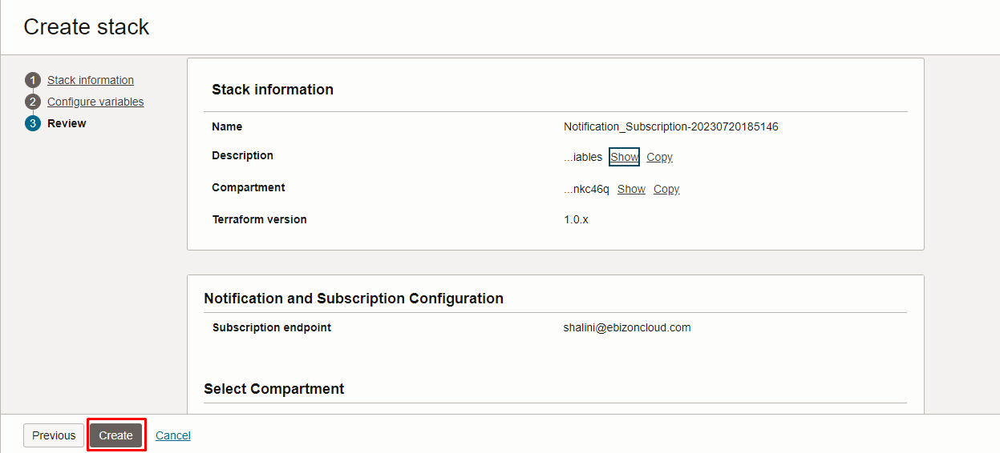 Create stack
1 Stack information
2 Configure variables
3 Review
Stack information
Name Notification_Subscription-20230720185146
Description ...iables Show Copy
Compartment ...nkc46q Show Copy
Terraform version 1.0.x
Notification and Subscription Configuration
Subscription endpoint shalini@ebizoncloud.com
Select Compartment
Previous Create Cancel